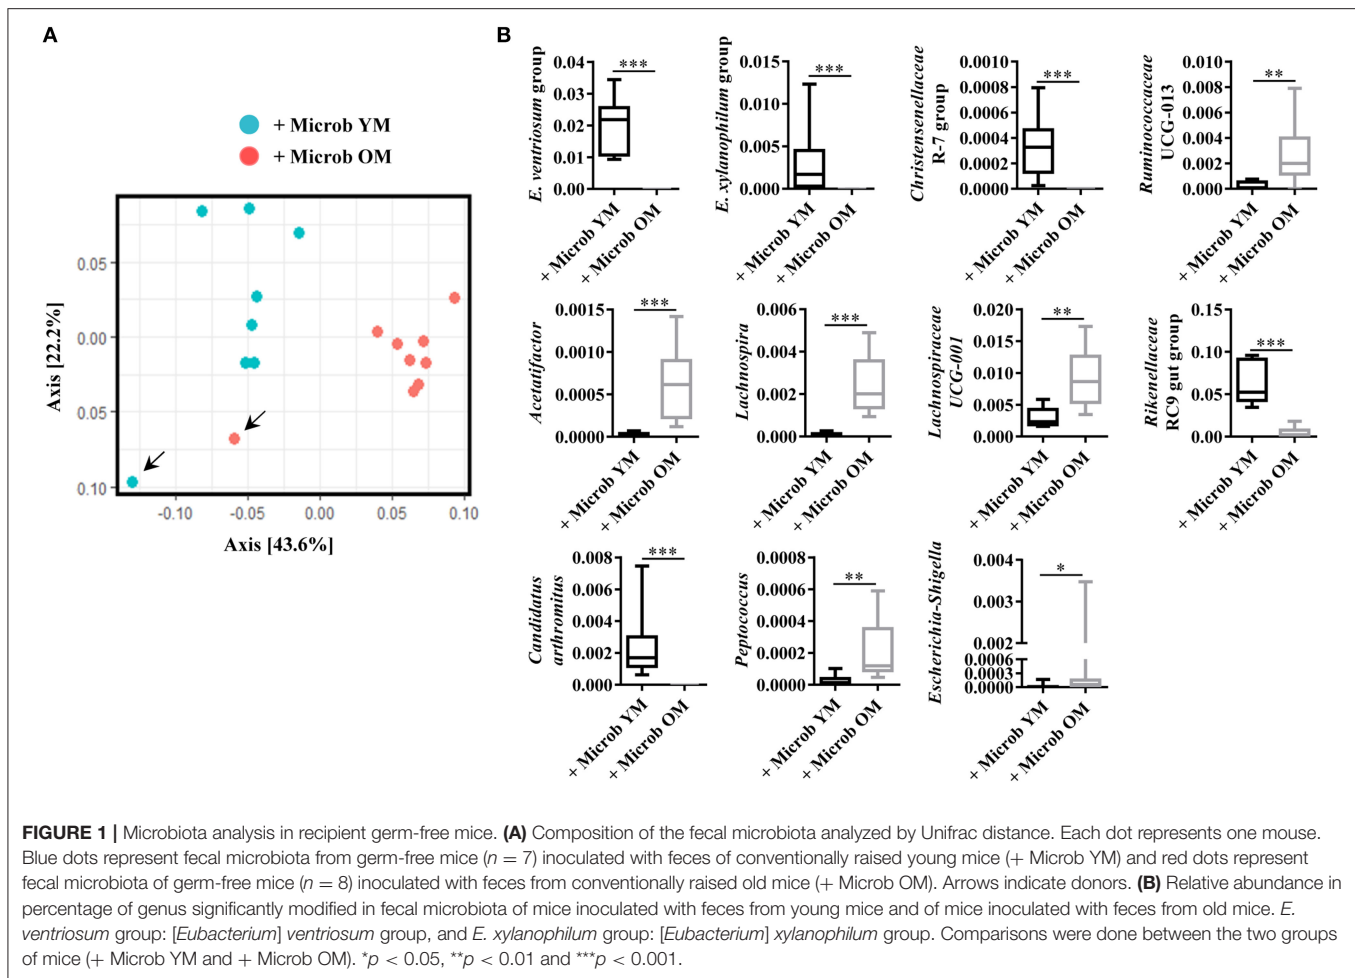 A
+ Microb YM
+ Microb OM
Axis [22.2%]
0.05
0.00
0.05
0.10
-0.10
-0.05
0.00
0.05
0.10
Axis [43.6%]
B
E. ventriosum group
0.04
0.03
0.02
0.01
0.00
***
+ Microb YM
+ Microb OM
E. xylanophilum group
0.015
0.010
0.005
0.000
***
+ Microb YM
+ Microb OM
Christensenellaceae
R-7 group
0.0010
0.0008
0.0006
0.0004
0.0002
0.0000
***
+ Microb YM
+ Microb OM
Ruminococcaceae
UCG-013
0.010
0.008
0.006
0.004
0.002
0.000
**
+ Microb YM
+ Microb OM
Acetatifactor
0.0015
0.0010
0.0005
0.0000
***
+ Microb YM
+ Microb OM
Lachnospira
0.006
0.004
0.002
0.000
***
+ Microb YM
+ Microb OM
Lachnospiraceae
UCG-001
0.020
0.015
0.010
0.005
0.000
**
+ Microb YM
+ Microb OM
Rikenellaceae
RC9 gut group
0.15
0.10
0.05
0.00
***
+ Microb YM
+ Microb OM
Candidatus
arthromitus
0.008
0.006
0.004
0.002
0.000
***
+ Microb YM
+ Microb OM
Peptococcus
0.0008
0.0006
0.0004
0.0002
0.0000
**
+ Microb YM
+ Microb OM
Escherichia-Shigella
0.004
0.003
0.002
0.0006
0.0003
0.0000
*
+ Microb YM
+ Microb OM
FIGURE 1 | Microbiota analysis in recipient germ-free mice. (A) Composition of the fecal microbiota analyzed by Unifrac distance. Each dot represents one mouse.
Blue dots represent fecal microbiota from germ-free mice (n = 7) inoculated with feces of conventionally raised young mice (+ Microb YM) and red dots represent
fecal microbiota of germ-free mice (n = 8) inoculated with feces from conventionally raised old mice (+ Microb OM). Arrows indicate donors. (B) Relative abundance in
percentage of genus significantly modified in fecal microbiota of mice inoculated with feces from young mice and of mice inoculated with feces from old mice. E.
ventriosum group: [Eubacterium] ventriosum group, and E. xylanophilum group: [Eubacterium] xylanophilum group. Comparisons were done between the two groups
of mice (+ Microb YM and + Microb OM). *p < 0.05, **p < 0.01 and ***p < 0.001.